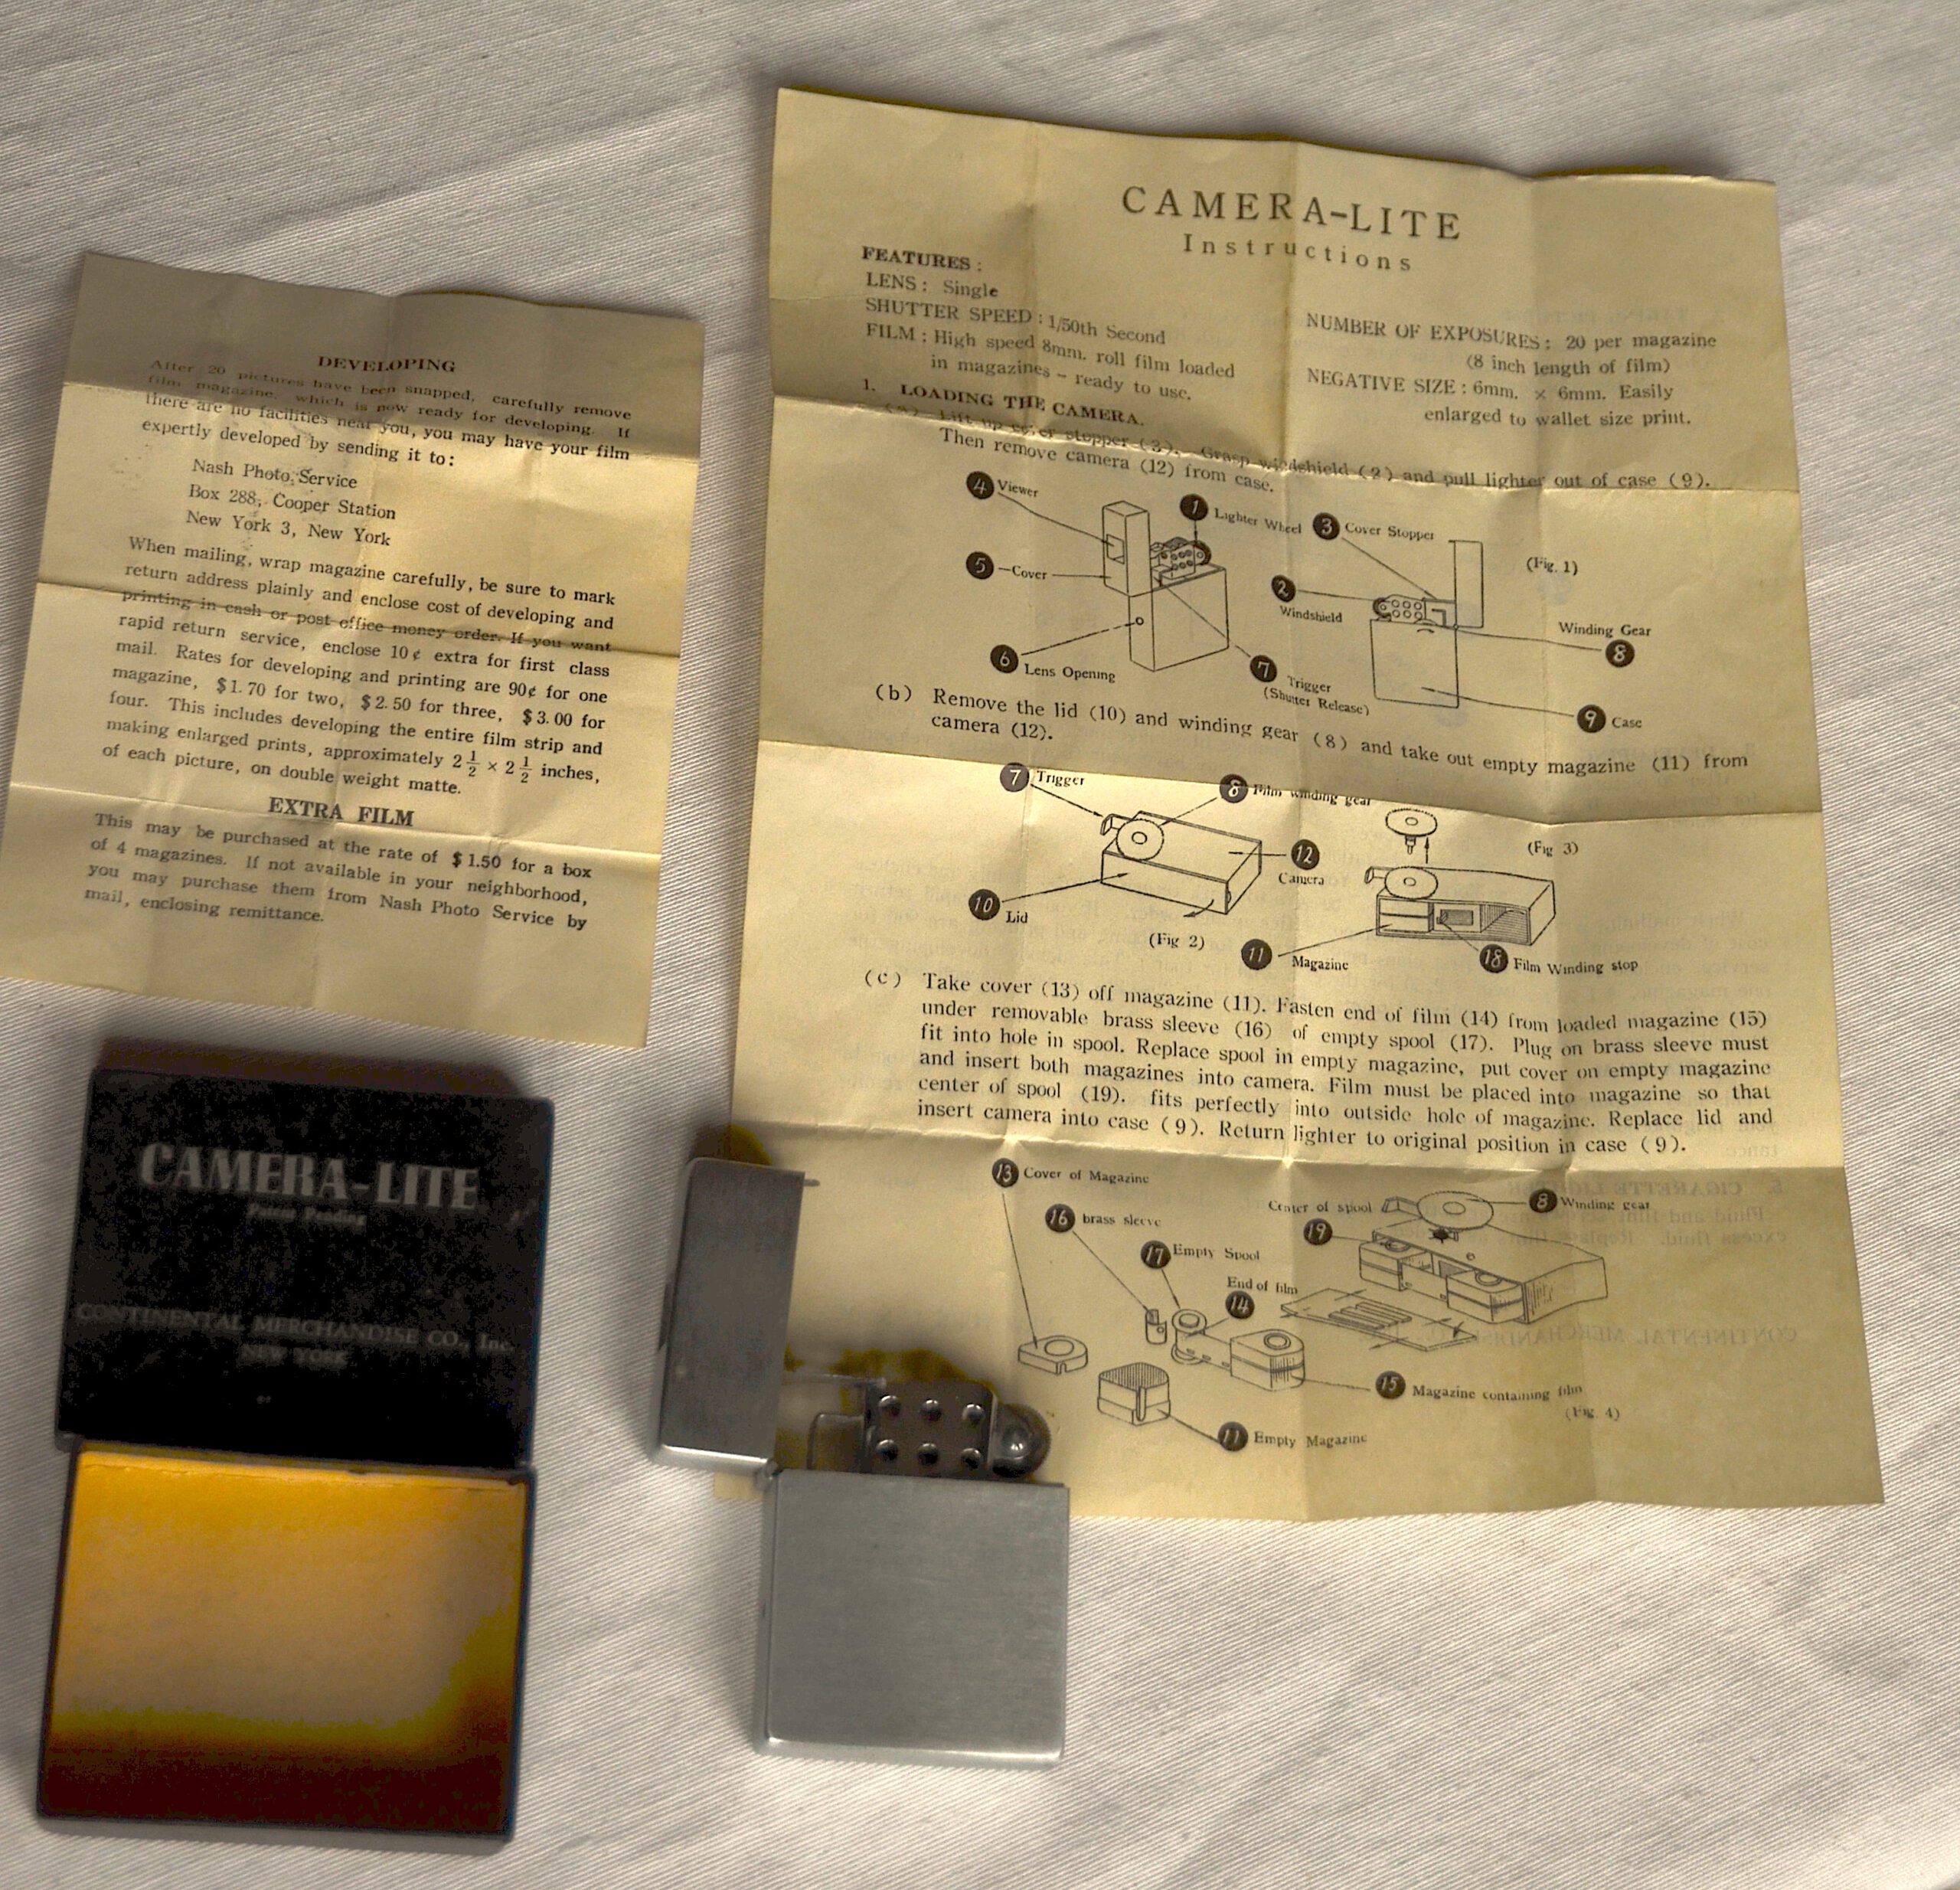 DEVELOPING
After 20 pictures have been snapped, carefully remove
film magazine, which is now ready for developing. If
there are no facilities near you, you may have your film
expertly developed by sending it to:
Nash Photo Service
Box 288, Cooper Station
New York 3, New York
When mailing, wrap magazine carefully, be sure to mark
return address plainly and enclose cost of developing and
printing in cash or post office money order. If you want
rapid return service, enclose 10¢ extra for first class
mail. Rates for developing and printing are 90¢ for one
magazine, $1.70 for two, $2.50 for three, $3.00 for
four. This includes developing the entire film strip and
making enlarged prints, approximately 2 1/2 × 2 1/2 inches,
of each picture, on double weight matte.
EXTRA FILM
This may be purchased at the rate of $1.50 for a box
of 4 magazines. If not available in your neighborhood,
you may purchase them from Nash Photo Service by
mail, enclosing remittance.
CAMERA-LITE
Instructions
FEATURES:
LENS: Single
SHUTTER SPEED: 1/50th Second
FILM: High speed 8mm. roll film loaded
in magazines - ready to use.
NUMBER OF EXPOSURES: 20 per magazine
(8 inch length of film)
NEGATIVE SIZE: 6mm. × 6mm. Easily
enlarged to wallet size print.
1. LOADING THE CAMERA.
Lift up cover stopper (3). Grasp windshield (2) and pull lighter out of case (9).
Then remove camera (12) from case.
4 Viewer
1 Lighter Wheel
3 Cover Stopper
(Fig. 1)
5 Cover
2 Windshield
Winding Gear
8
6 Lens Opening
7 Trigger
(Shutter Release)
9 Case
(b) Remove the lid (10) and winding gear (8) and take out empty magazine (11) from
camera (12).
7 Trigger
8 Film winding gear
(Fig 3)
12
Camera
10 Lid
(Fig 2)
11 Magazine
18 Film Winding stop
(c) Take cover (13) off magazine (11). Fasten end of film (14) from loaded magazine (15)
under removable brass sleeve (16) of empty spool (17). Plug on brass sleeve must
fit into hole in spool. Replace spool in empty magazine, put cover on empty magazine
and insert both magazines into camera. Film must be placed into magazine so that
center of spool (19). fits perfectly into outside hole of magazine. Replace lid and
insert camera into case (9). Return lighter to original position in case (9).
13 Cover of Magazine
16 brass sleeve
17 Empty Spool
End of film
14
Center of spool
19
8 Winding gear
15 Magazine containing film
(Fig. 4)
11 Empty Magazine
CAMERA-LITE
Patent Pending
CONTINENTAL MERCHANDISE CO., Inc.
NEW YORK